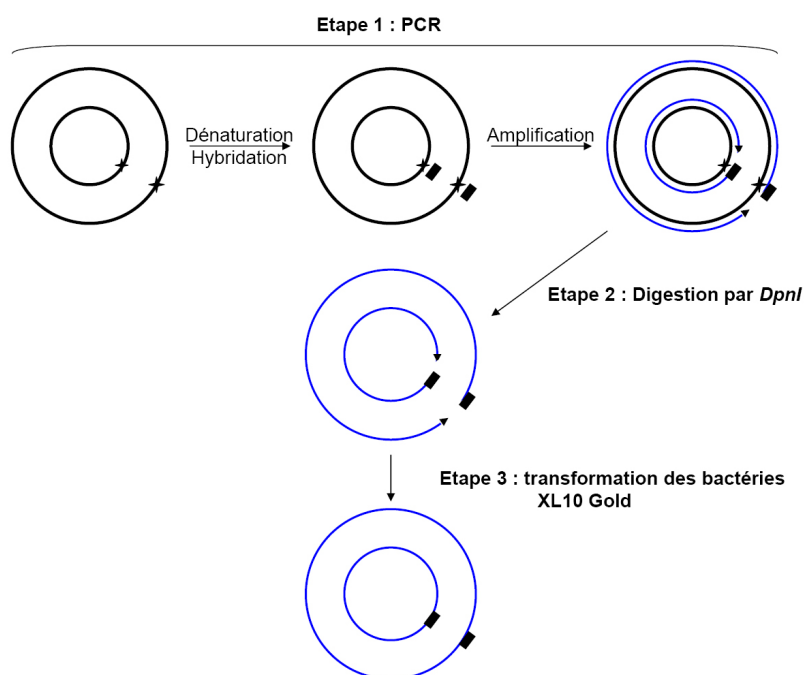 Etape 1 : PCR
Dénaturation
Hybridation
Amplification
Etape 2 : Digestion par DpnI
Etape 3 : transformation des bactéries
XL10 Gold